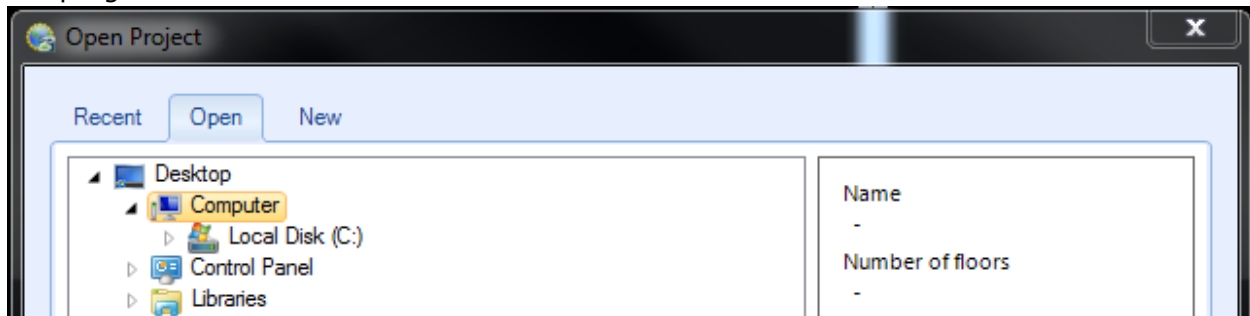 Open Project
X
Recent Open New
Desktop
Computer
Local Disk (C:)
Control Panel
Libraries
Name
-
Number of floors
-